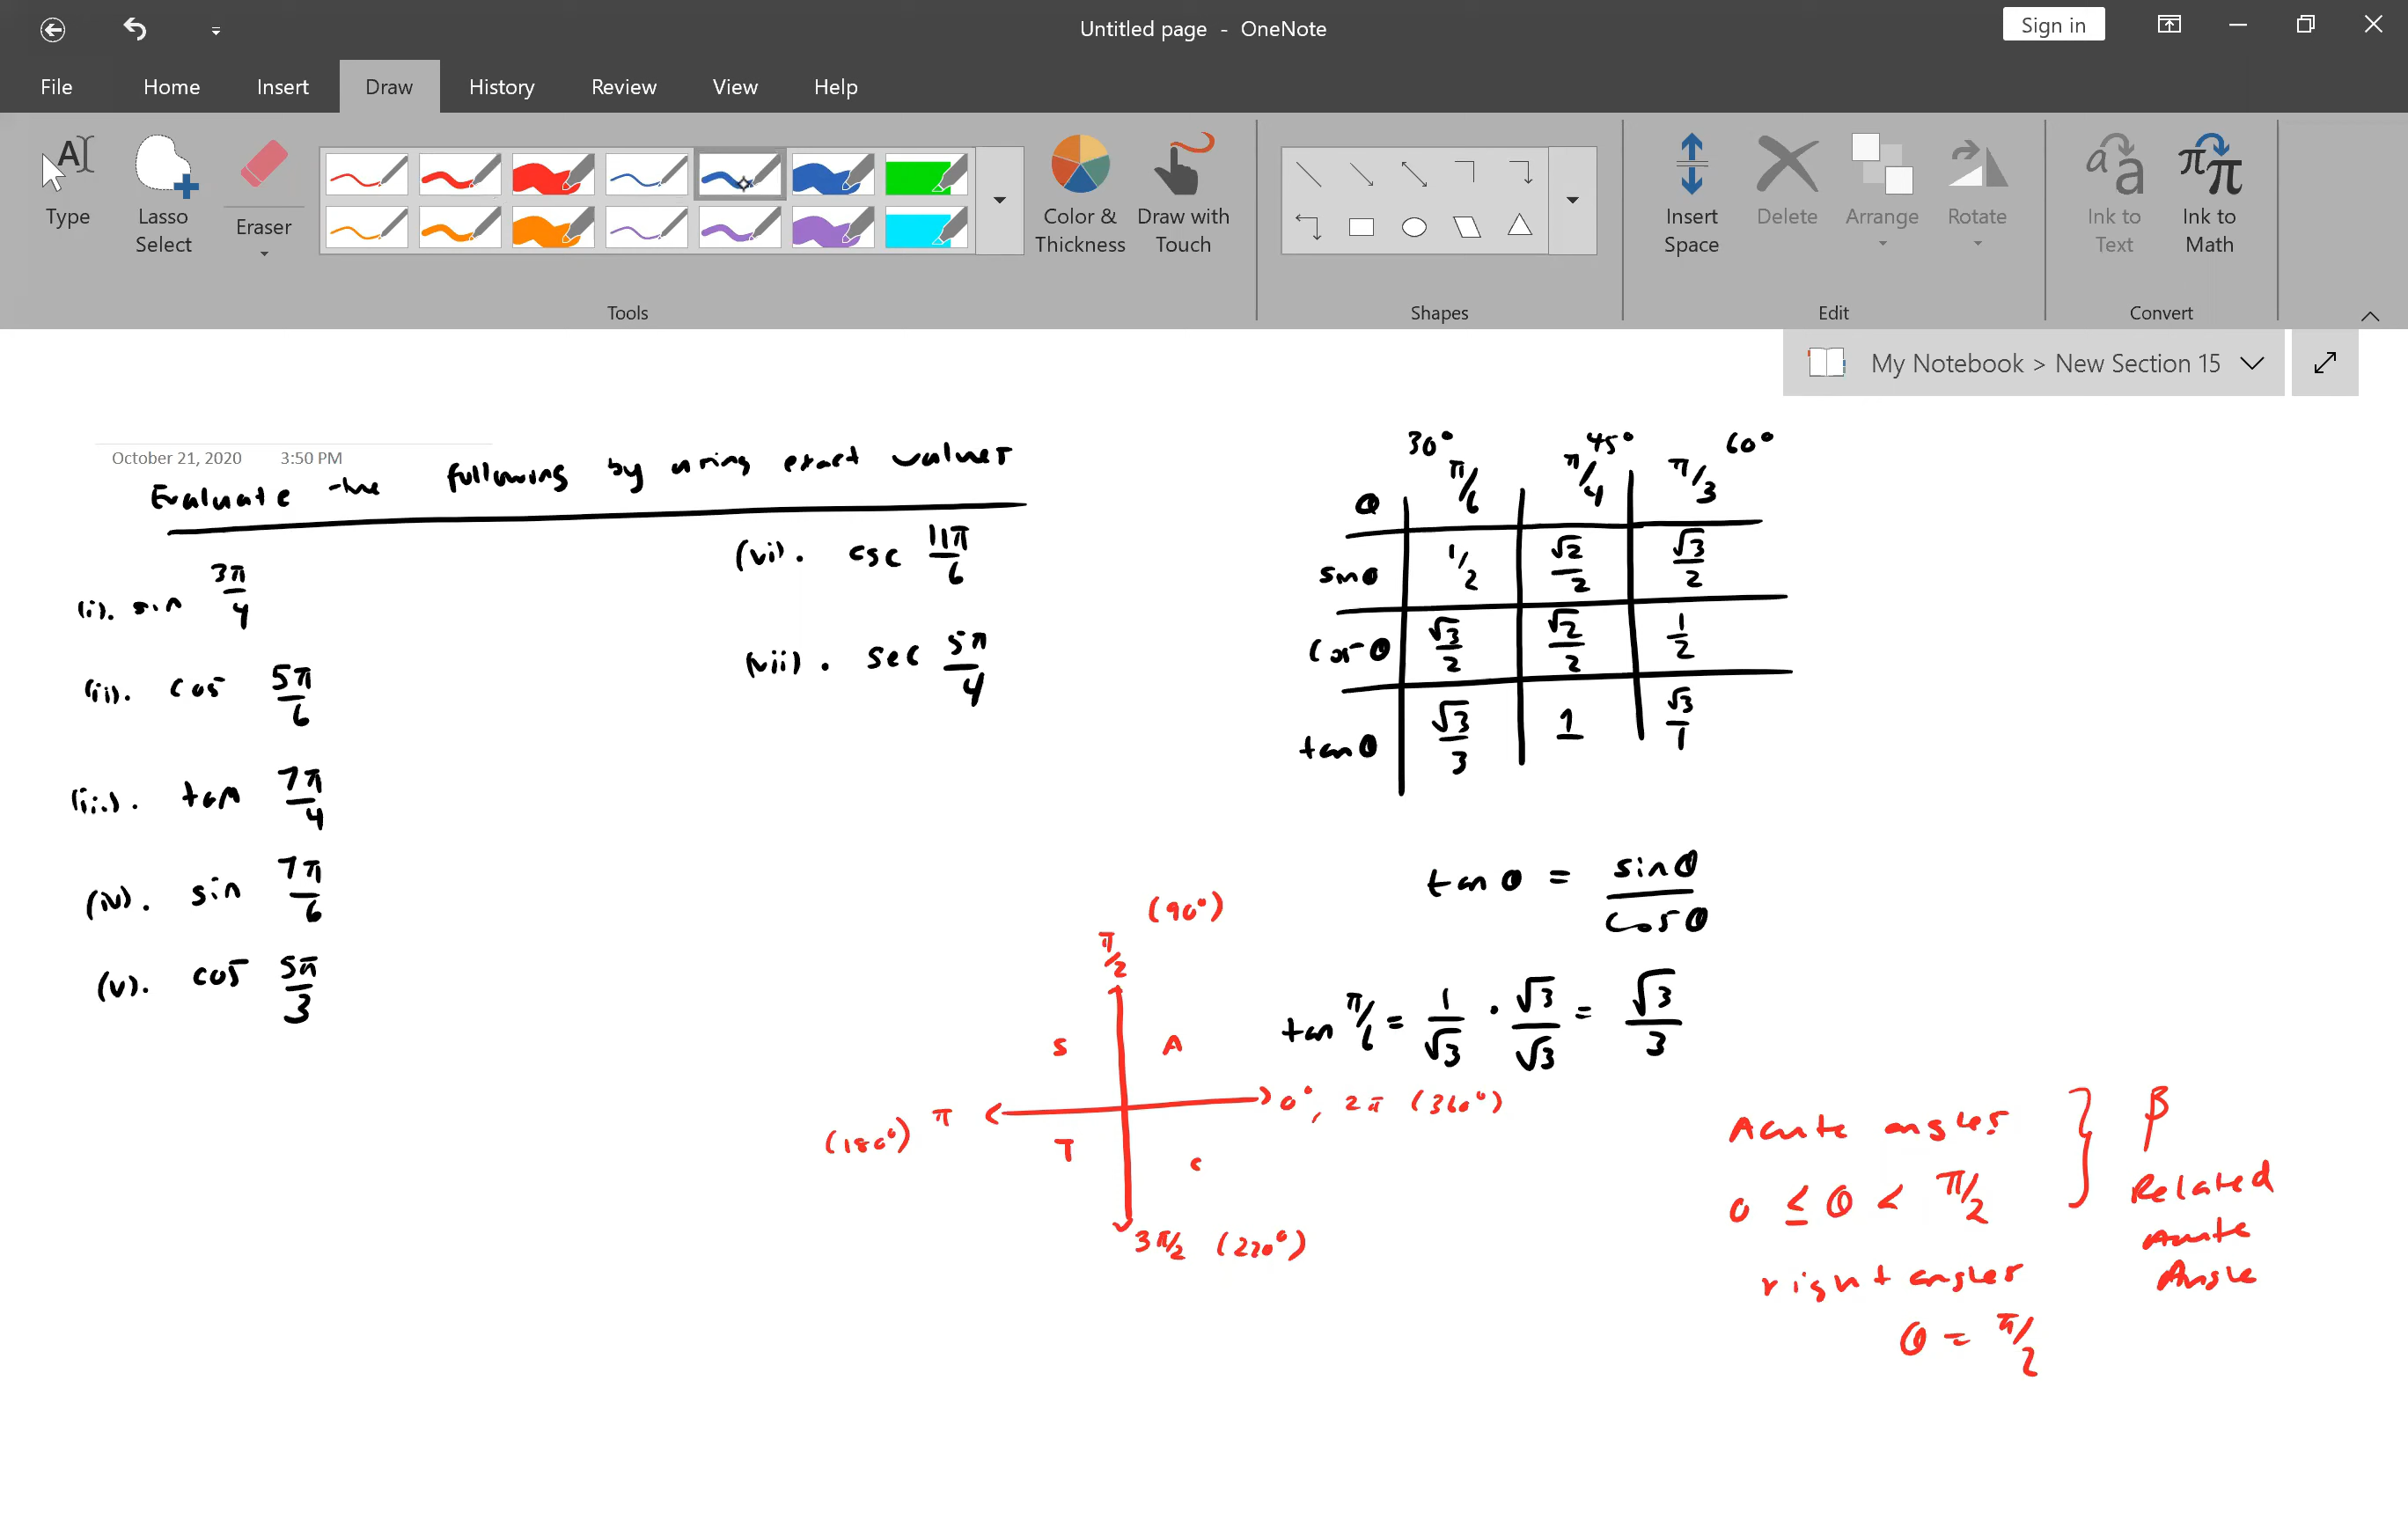 Untitled page - OneNote
Sign in
File Home Insert Draw History Review View Help
Type
Lasso Select
Eraser
Color & Thickness
Draw with Touch
Insert Space
Delete
Arrange
Rotate
Ink to Text
Ink to Math
Tools
Shapes
Edit
Convert
My Notebook > New Section 15
October 21, 2020 3:50 PM
Evaluate the following by using exact values
(i). sin 3π/4
(ii). cos 5π/6
(iii). tan 7π/4
(iv). sin 7π/6
(v). cos 5π/3
(vi). csc 11π/6
(vii). sec 5π/4
30° 45° 60°
θ π/6 π/4 π/3
sinθ 1/2 √2/2 √3/2
cosθ √3/2 √2/2 1/2
tanθ √3/3 1 √3/1
tanθ = sinθ/cosθ
tan π/6 = 1/√3 · √3/√3 = √3/3
(90°)
π/2
S A
(180°) π 0°, 2π (360°)
T C
3π/2 (270°)
Acute angles
0 ≤ θ < π/2
right angles
θ = π/2
} β
Related
Acute
Angle